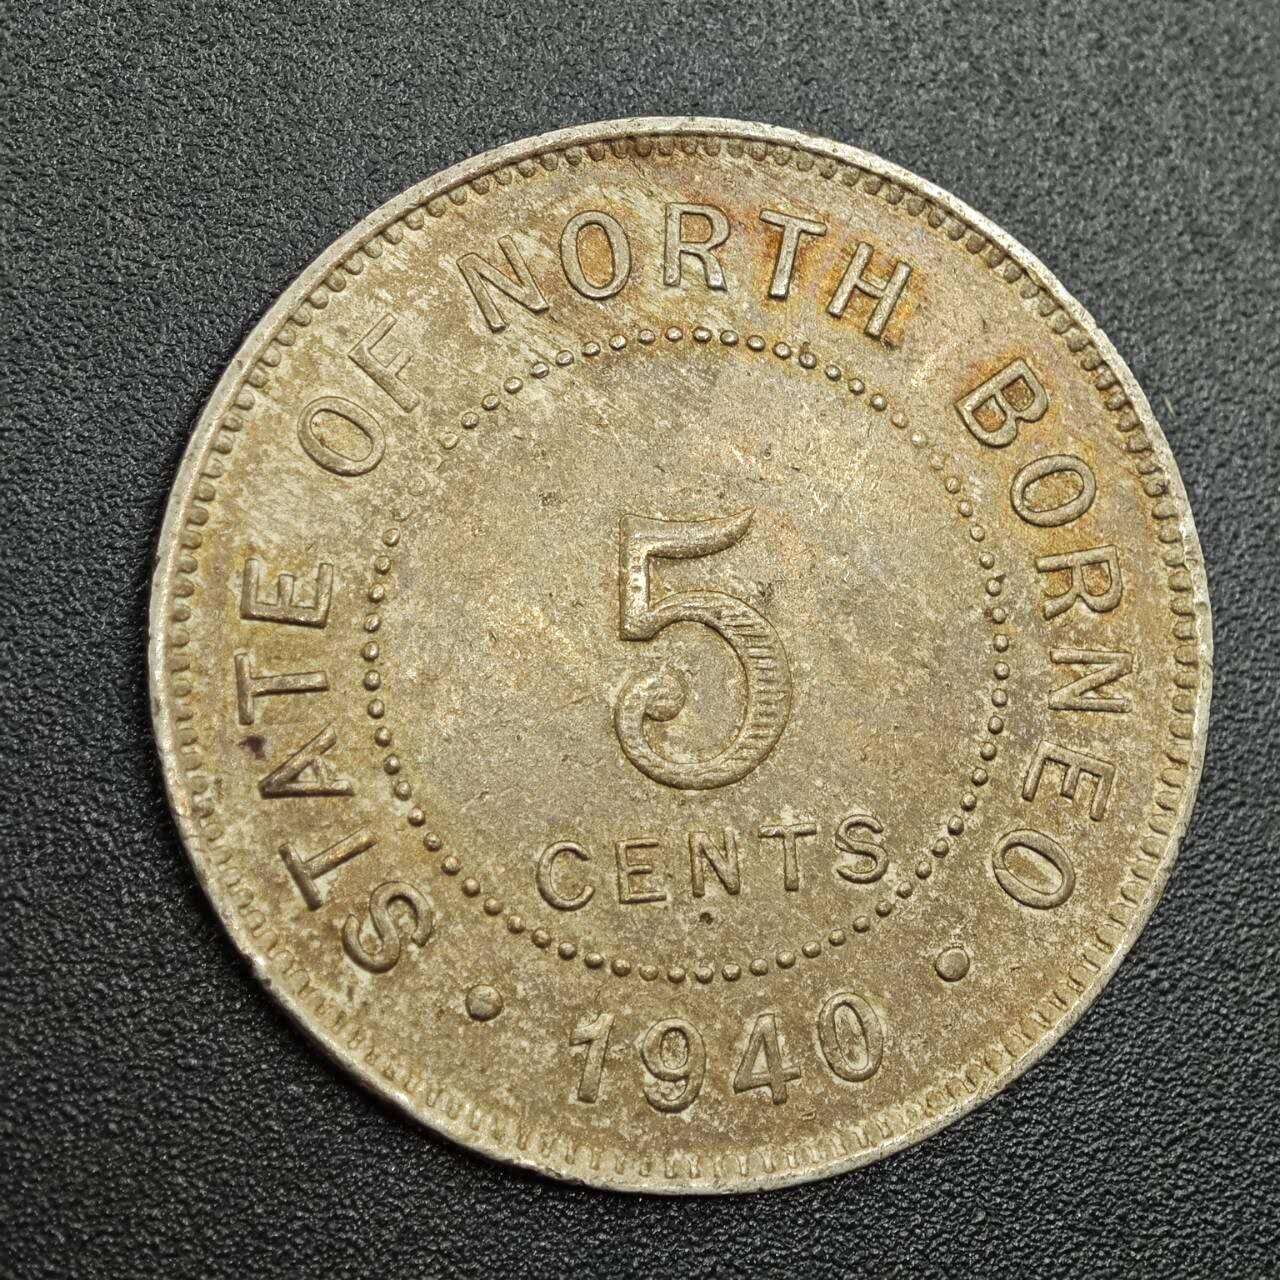 STATE OF NORTH BORNEO
5
CENTS
• 1940 •